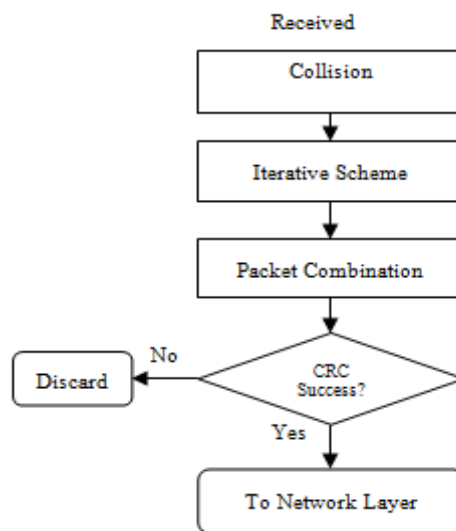 Received
Collision
Iterative Scheme
Packet Combination
CRC
Success?
No
Discard
Yes
To Network Layer